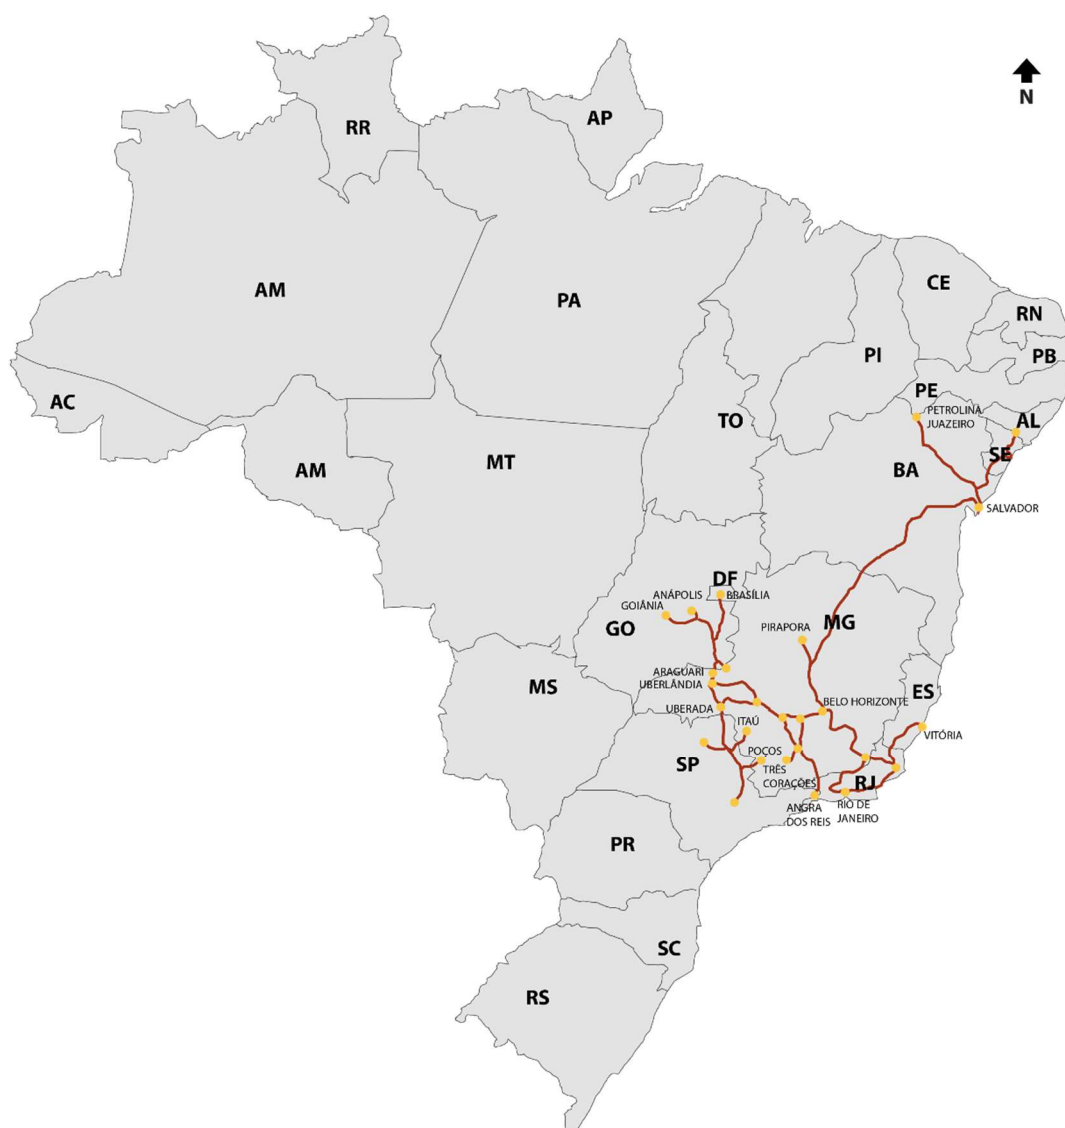 N
AP
RR
CE
AM
PA
RN
PI
PB
PE
AC
PETROLINA
JUAZEIRO
AL
TO
SE
AM
MT
BA
SALVADOR
DF
ANÁPOLIS
BRASÍLIA
GOIÂNIA
GO
PIRAPORA
MG
ARAGUARI
UBERLÂNDIA
MS
ES
BELO HORIZONTE
UBERADA
ITAÚ
VITÓRIA
POÇOS
SP
TRÊS
CORAÇÕES
RJ
ANGRA
DOS REIS
RIO DE
JANEIRO
PR
SC
RS